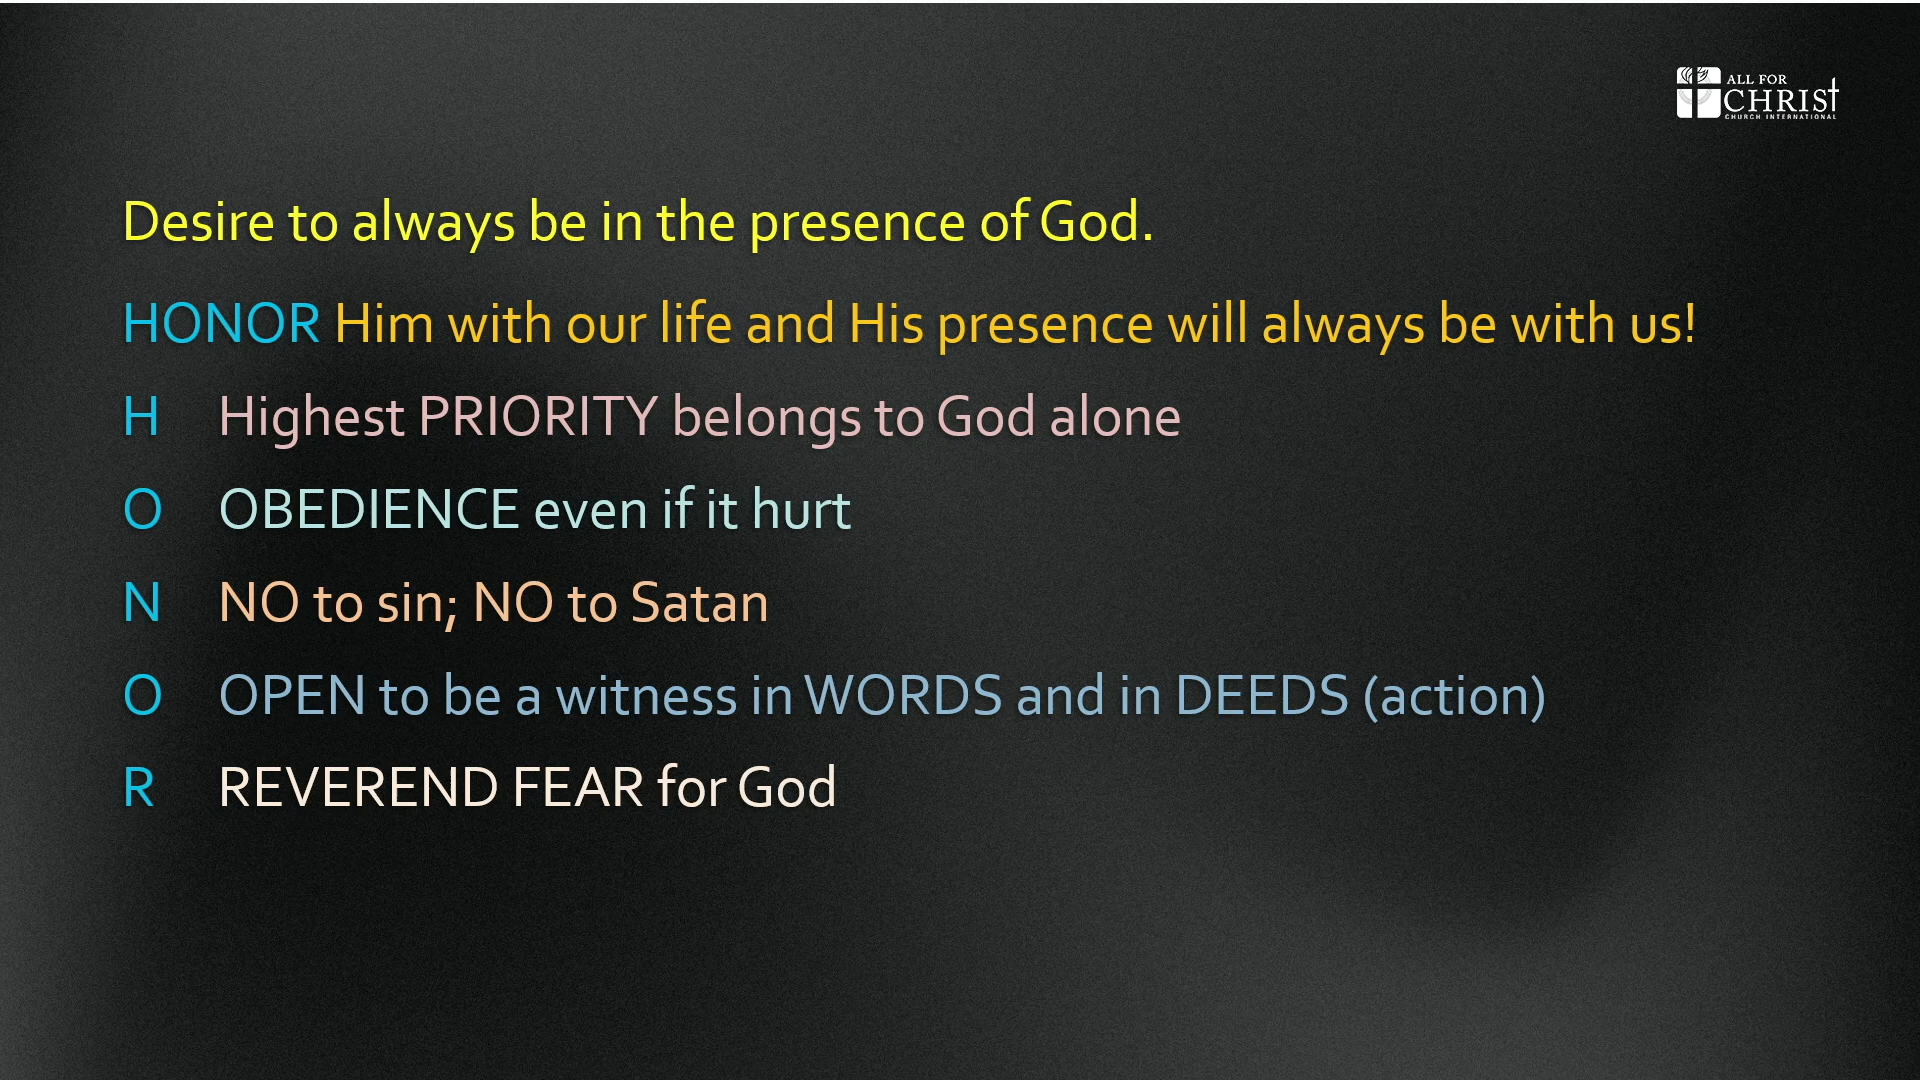 ALL FOR
CHRIST
CHURCH INTERNATIONAL
Desire to always be in the presence of God.
HONOR Him with our life and His presence will always be with us!
H Highest PRIORITY belongs to God alone
O OBEDIENCE even if it hurt
N NO to sin; NO to Satan
O OPEN to be a witness in WORDS and in DEEDS (action)
R REVEREND FEAR for God